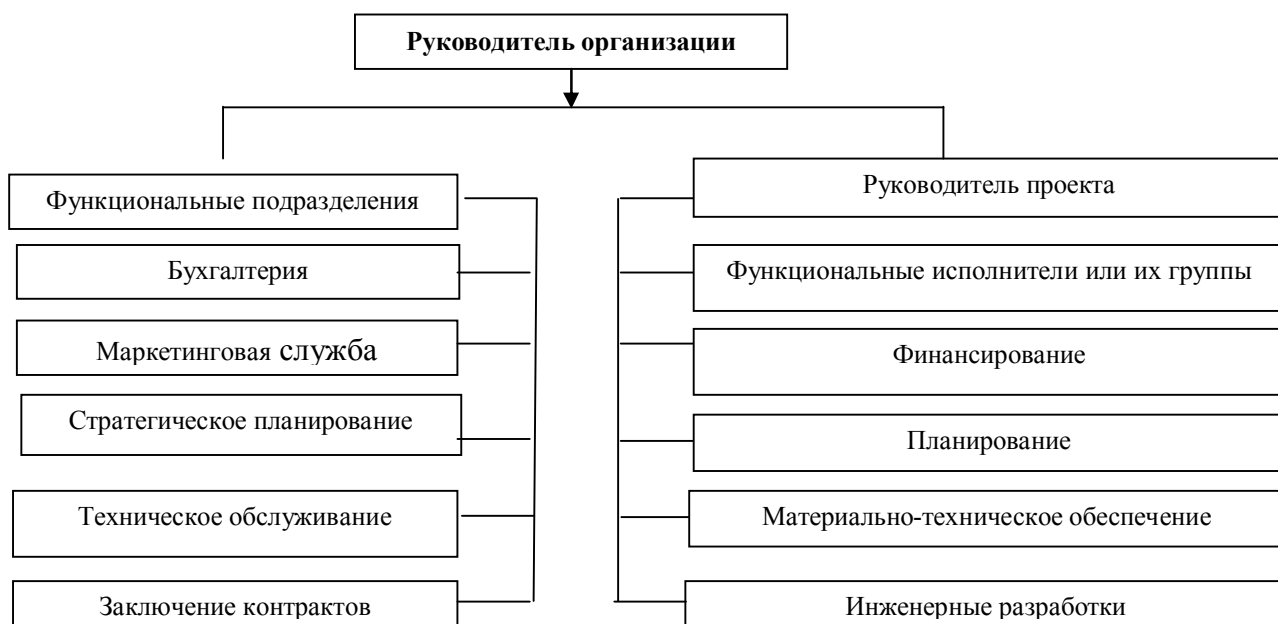 Руководитель организации
Функциональные подразделения
Бухгалтерия
Маркетинговая служба
Стратегическое планирование
Техническое обслуживание
Заключение контрактов
Руководитель проекта
Функциональные исполнители или их группы
Финансирование
Планирование
Материально-техническое обеспечение
Инженерные разработки